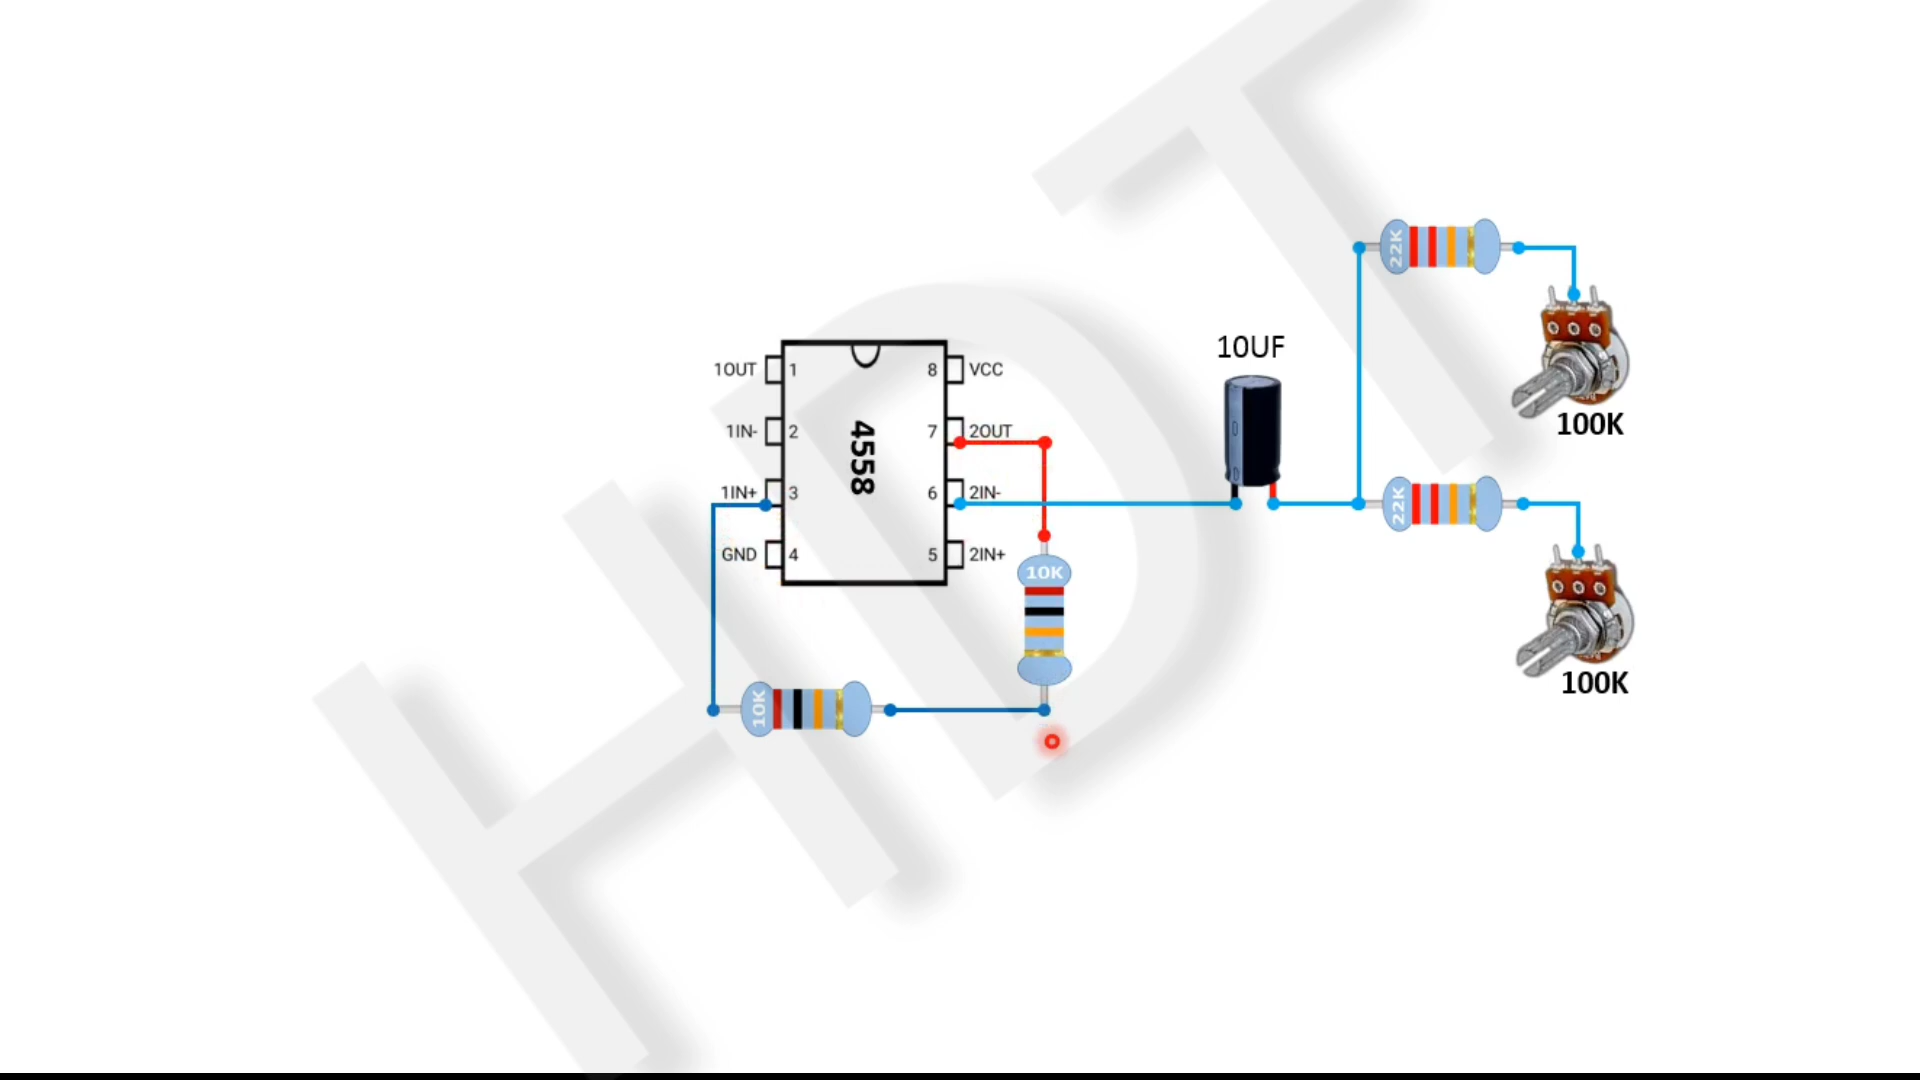 HDT
22K
100K
10UF
1OUT 1 8 VCC
1IN- 2 7 2OUT
4558
1IN+ 3 6 2IN-
22K
GND 4 5 2IN+
10K
100K
10K